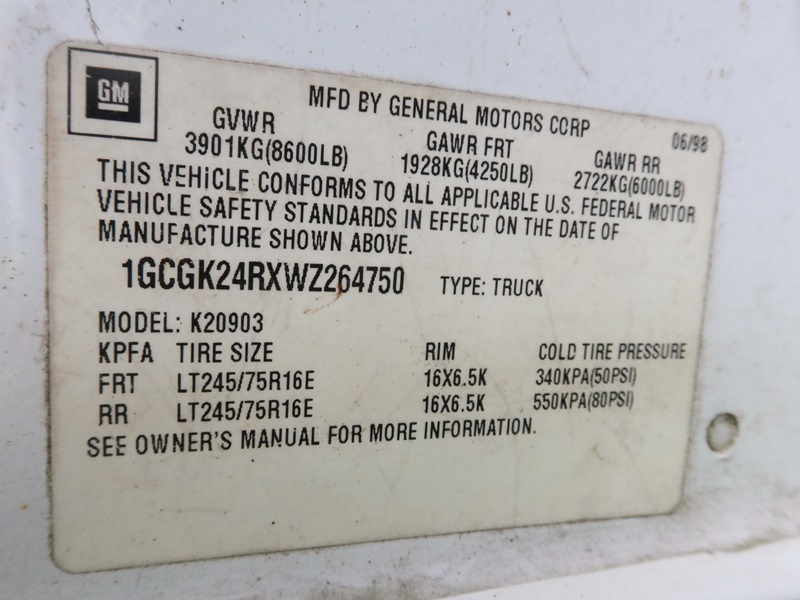 GM
MFD BY GENERAL MOTORS CORP 06/98
GVWR GAWR FRT GAWR RR
3901KG(8600LB) 1928KG(4250LB) 2722KG(6000LB)
THIS VEHICLE CONFORMS TO ALL APPLICABLE U.S. FEDERAL MOTOR
VEHICLE SAFETY STANDARDS IN EFFECT ON THE DATE OF
MANUFACTURE SHOWN ABOVE.
1GCGK24RXWZ264750 TYPE: TRUCK
MODEL: K20903
KPFA TIRE SIZE RIM COLD TIRE PRESSURE
FRT LT245/75R16E 16X6.5K 340KPA(50PSI)
RR LT245/75R16E 16X6.5K 550KPA(80PSI)
SEE OWNER'S MANUAL FOR MORE INFORMATION.